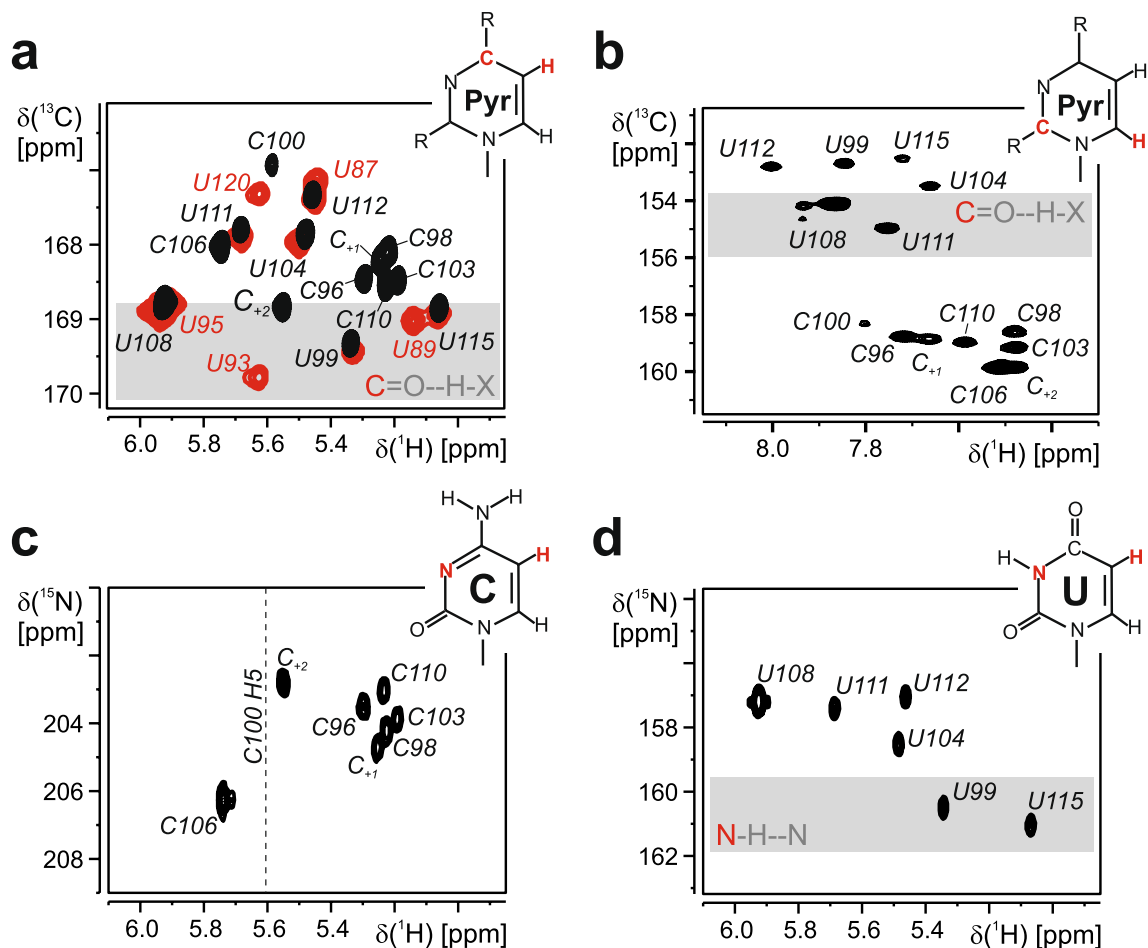 a
R
C
H
N
Pyr
R
N
H
δ(¹³C)
[ppm]
C100
U120
U87
U111
U112
168
C106
C₊₁
C98
U104
C96
C103
C₊₂
C110
169
U108
U95
U99
U89
U115
U93
C=O--H-X
170
6.0
5.6
5.2
δ(¹H) [ppm]
b
R
H
N
Pyr
R
C
N
H
δ(¹³C)
[ppm]
U112
U99
U115
U104
154
C=O--H-X
U108
U111
156
158
C100
C110
C98
C96
C₊₁
C103
160
C106
C₊₂
8.0
7.8
δ(¹H) [ppm]
c
H
H
N
H
N
C
O
N
H
δ(¹⁵N)
[ppm]
C100 H5
C₊₂
C110
204
C96
C103
C98
C₊₁
206
C106
208
6.0
5.8
5.6
5.4
δ(¹H) [ppm]
d
O
H
N
H
U
O
N
H
δ(¹⁵N)
[ppm]
U108
U111
U112
158
U104
160
U99
U115
N-H--N
162
6.0
5.8
5.6
5.4
δ(¹H) [ppm]